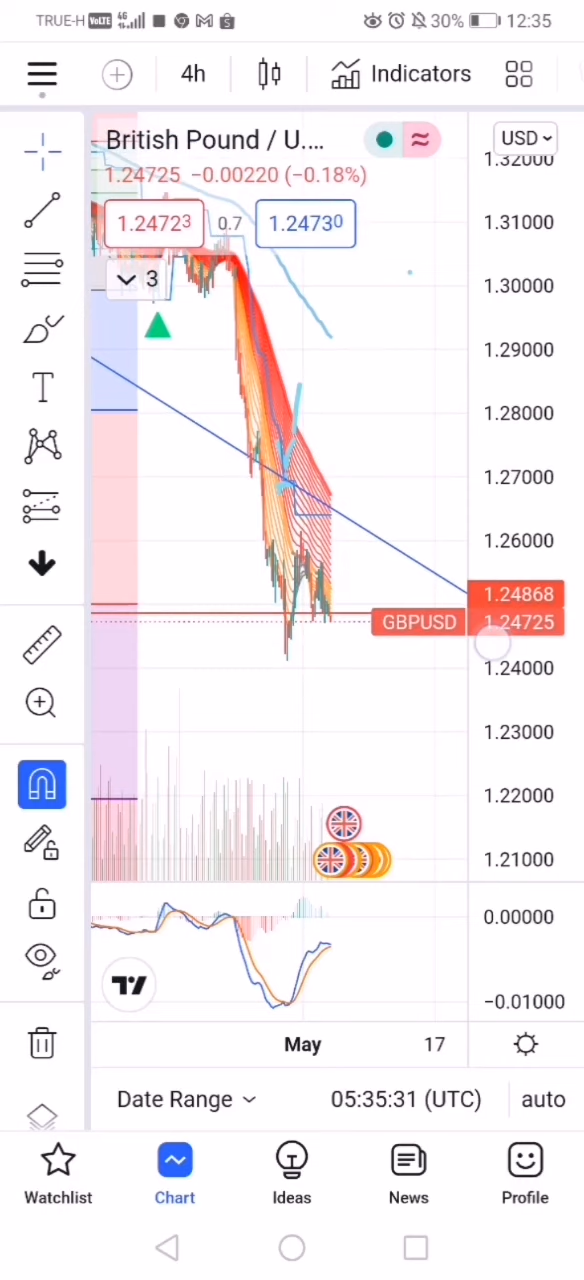 TRUE-H VoLTE 4G 30% 12:35
4h Indicators
British Pound / U.... USD
1.24725 −0.00220 (−0.18%)
1.24723 0.7 1.24730
3
1.32000
1.31000
1.30000
1.29000
1.28000
1.27000
1.26000
1.24868
GBPUSD 1.24725
1.24000
1.23000
1.22000
1.21000
0.00000
−0.01000
May 17
Date Range 05:35:31 (UTC) auto
Watchlist Chart Ideas News Profile